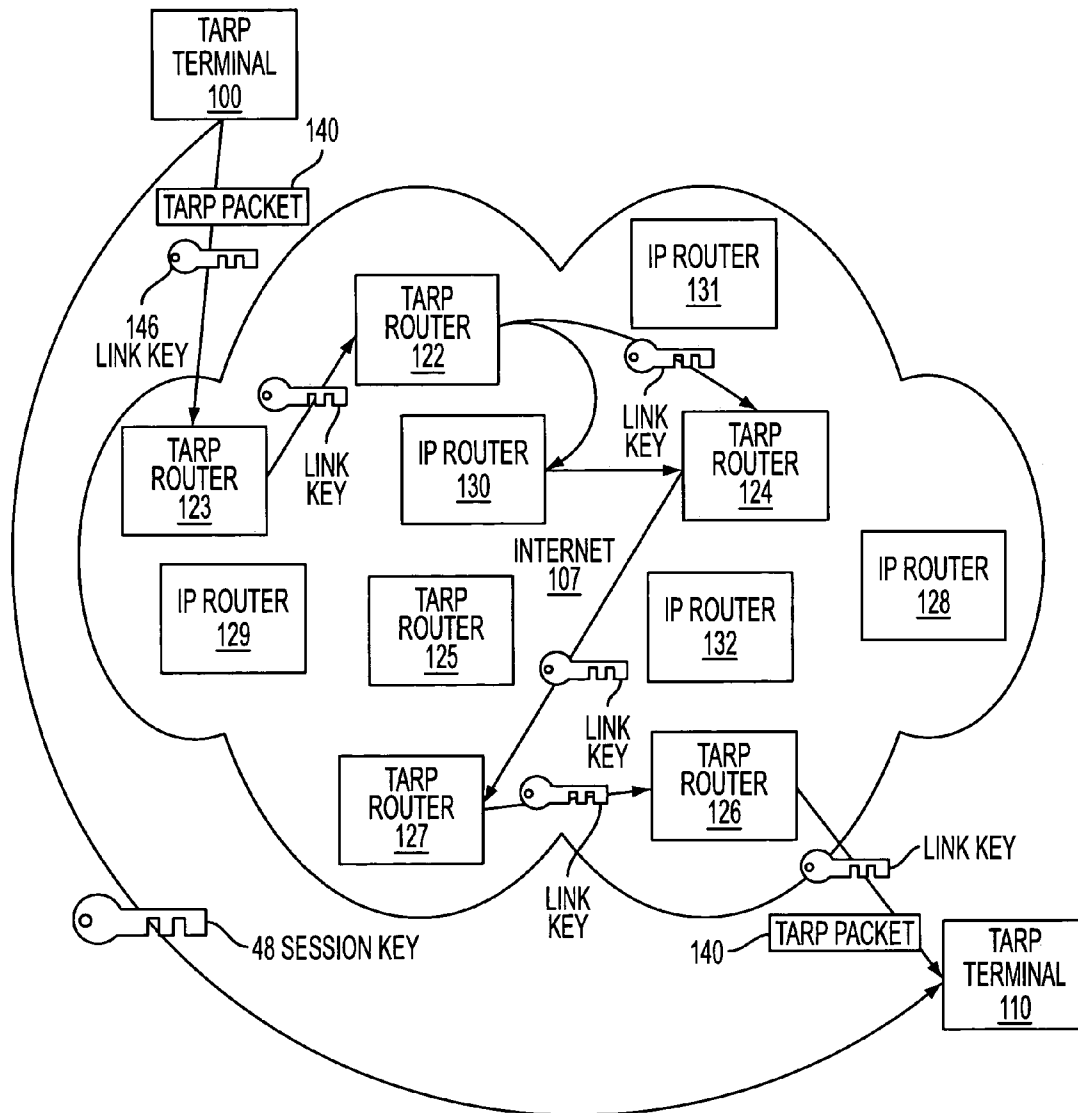 TARP
TERMINAL
100
140
TARP PACKET
146
LINK KEY
TARP
ROUTER
122
IP ROUTER
131
LINK
KEY
LINK
KEY
TARP
ROUTER
123
IP ROUTER
130
TARP
ROUTER
124
INTERNET
107
IP ROUTER
129
TARP
ROUTER
125
IP ROUTER
132
IP ROUTER
128
LINK
KEY
TARP
ROUTER
127
TARP
ROUTER
126
LINK
KEY
LINK KEY
48 SESSION KEY
140
TARP PACKET
TARP
TERMINAL
110